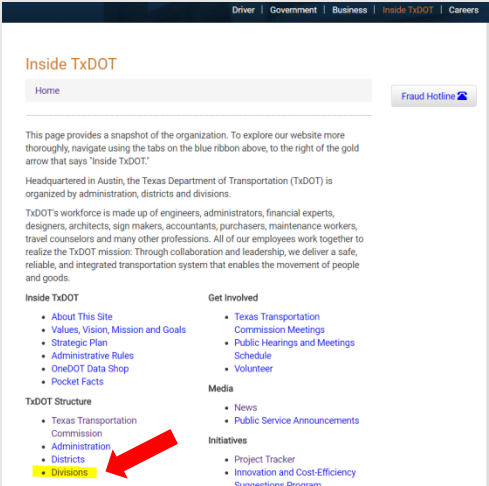 Driver | Government | Business | Inside TxDOT | Careers
Inside TxDOT
Home
Fraud Hotline
This page provides a snapshot of the organization. To explore our website more
thoroughly, navigate using the tabs on the blue ribbon above, to the right of the gold
arrow that says "Inside TxDOT."
Headquartered in Austin, the Texas Department of Transportation (TxDOT) is
organized by administration, districts and divisions.
TxDOT's workforce is made up of engineers, administrators, financial experts,
designers, architects, sign makers, accountants, purchasers, maintenance workers,
travel counselors and many other professions. All of our employees work together to
realize the TxDOT mission: Through collaboration and leadership, we deliver a safe,
reliable, and integrated transportation system that enables the movement of people
and goods.
Inside TxDOT
• About This Site
• Values, Vision, Mission and Goals
• Strategic Plan
• Administrative Rules
• OneDOT Data Shop
• Pocket Facts
TxDOT Structure
• Texas Transportation
Commission
• Administration
• Districts
• Divisions
Get Involved
• Texas Transportation
Commission Meetings
• Public Hearings and Meetings
Schedule
• Volunteer
Media
• News
• Public Service Announcements
Initiatives
• Project Tracker
• Innovation and Cost-Efficiency
Suggestions Program